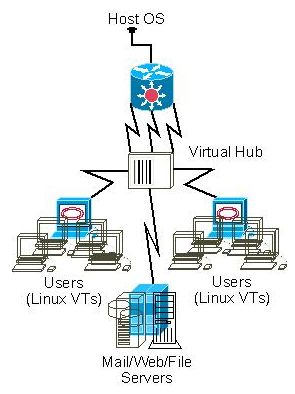 Host OS
Virtual Hub
Users
(Linux VTs)
Users
(Linux VTs)
Mail/Web/File
Servers